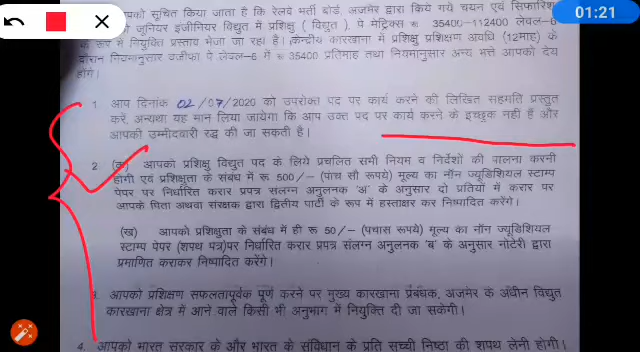 01:21
आपको सूचित किया जाता है कि रेलवे भर्ती बोर्ड, अजमेर द्वारा किये गये चयन एवं सिफारिश
जूनियर इंजीनियर विद्युत में प्रशिक्षु (विद्युत), पे मेट्रिक्स रू 35400-112400 लेवल-6
के रूप में नियुक्ति प्रस्ताव भेजा जा रहा है। केन्द्रीय कारखाना में प्रशिक्षु प्रशिक्षण अवधि (12माह) के
दौरान नियमानुसार वजीफा पे लेवल-6 में रू 35400 प्रतिमाह तथा नियमानुसार अन्य भत्ते आपको देय
होंगे।
1. आप दिनांक 02/07/2020 को उपरोक्त पद पर कार्य करने की लिखित सहमति प्रस्तुत
करें, अन्यथा यह मान लिया जायेगा कि आप उक्त पद पर कार्य करने के इच्छुक नहीं हैं और
आपकी उम्मीदवारी रद्ध की जा सकती है।
2. (क) आपको प्रशिक्षु विद्युत पद के लिये प्रचलित सभी नियम व निर्देशों की पालना करनी
होगी एवं प्रशिक्षुता के संबंध में रू 500/- (पांच सौ रूपये) मूल्य का नॉन ज्यूडिशियल स्टाम्प
पेपर पर निर्धारित करार प्रपत्र संलग्न अनुलनक 'अ' के अनुसार दो प्रतियों में करार पर
आपके पिता अथवा संरक्षक द्वारा द्वितीय पार्टी के रूप में हस्ताक्षर कर निष्पादित करेंगे।
(ख) आपको प्रशिक्षुता के संबंध में ही रू 50/- (पचास रूपये) मूल्य का नॉन ज्यूडिशियल
स्टाम्प पेपर (शपथ पत्र)पर निर्धारित करार प्रपत्र संलग्न अनुलनक 'ब' के अनुसार नोटेरी द्वारा
प्रमाणित कराकर निष्पादित करेंगे।
3. आपको प्रशिक्षण सफलतापूर्वक पूर्ण करने पर मुख्य कारखाना प्रबंधक, अजमेर के अधीन विद्युत
कारखाना क्षेत्र में आने वाले किसी भी अनुभाग में नियुक्ति दी जा सकेगी।
4. आपको भारत सरकार के और भारत के संविधान के प्रति सच्ची निष्ठा की शपथ लेनी होगी।